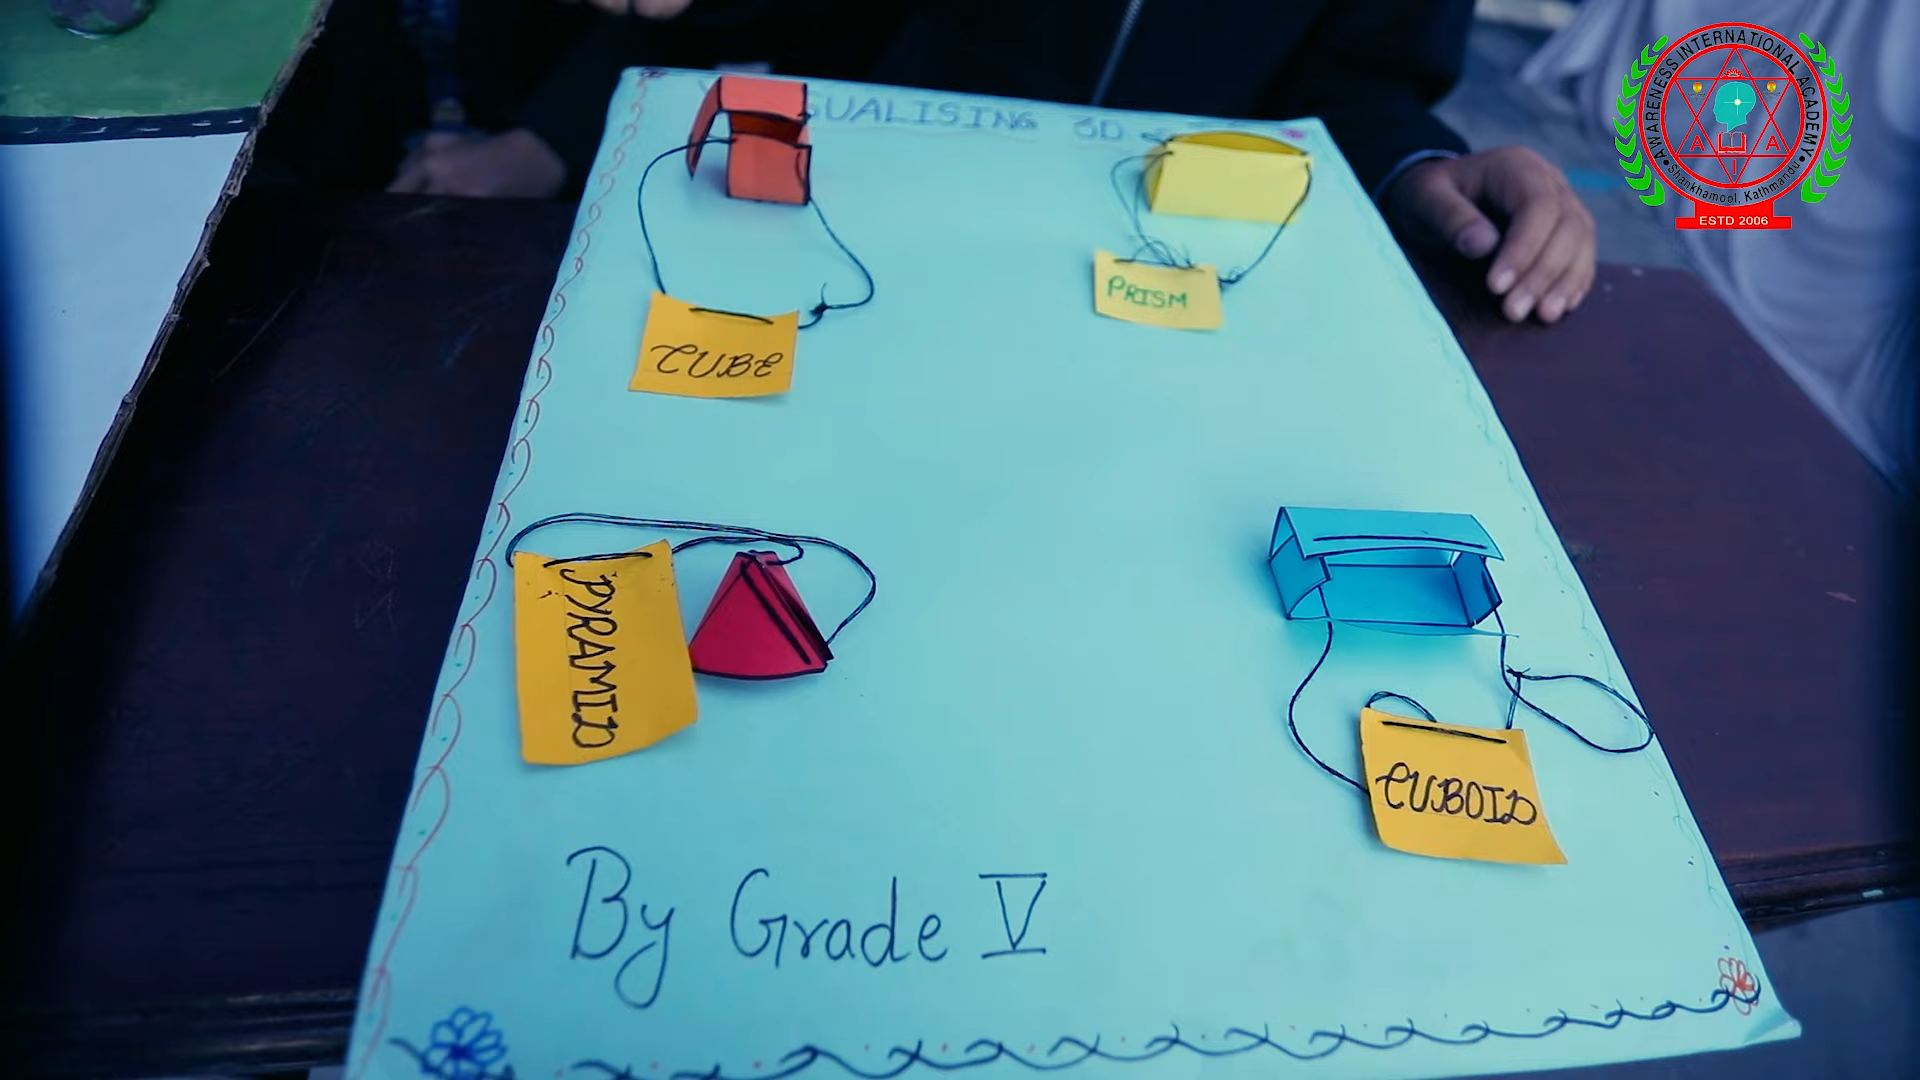 SUALISING 3D
CUBE
PRISM
PYRAMID
CUBOID
By Grade V
AWARENESS INTERNATIONAL ACADEMY
Shankhamool, Kathmandu
A I A
ESTD 2006